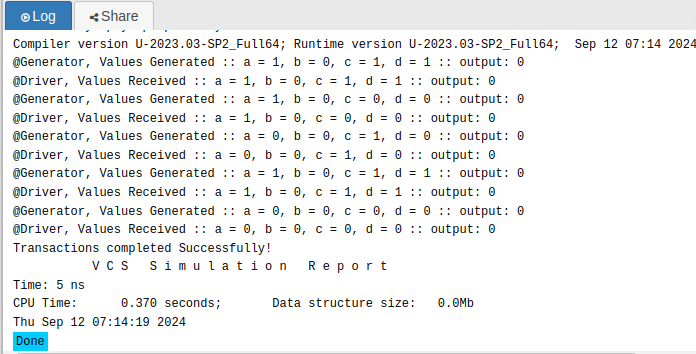 Log Share
Compiler version U-2023.03-SP2_Full64; Runtime version U-2023.03-SP2_Full64;  Sep 12 07:14 2024
@Generator, Values Generated :: a = 1, b = 0, c = 1, d = 1 :: output: 0
@Driver, Values Received :: a = 1, b = 0, c = 1, d = 1 :: output: 0
@Generator, Values Generated :: a = 1, b = 0, c = 0, d = 0 :: output: 0
@Driver, Values Received :: a = 1, b = 0, c = 0, d = 0 :: output: 0
@Generator, Values Generated :: a = 0, b = 0, c = 1, d = 0 :: output: 0
@Driver, Values Received :: a = 0, b = 0, c = 1, d = 0 :: output: 0
@Generator, Values Generated :: a = 1, b = 0, c = 1, d = 1 :: output: 0
@Driver, Values Received :: a = 1, b = 0, c = 1, d = 1 :: output: 0
@Generator, Values Generated :: a = 0, b = 0, c = 0, d = 0 :: output: 0
@Driver, Values Received :: a = 0, b = 0, c = 0, d = 0 :: output: 0
Transactions completed Successfully!
V C S   S i m u l a t i o n   R e p o r t
Time: 5 ns
CPU Time:      0.370 seconds;       Data structure size:   0.0Mb
Thu Sep 12 07:14:19 2024
Done